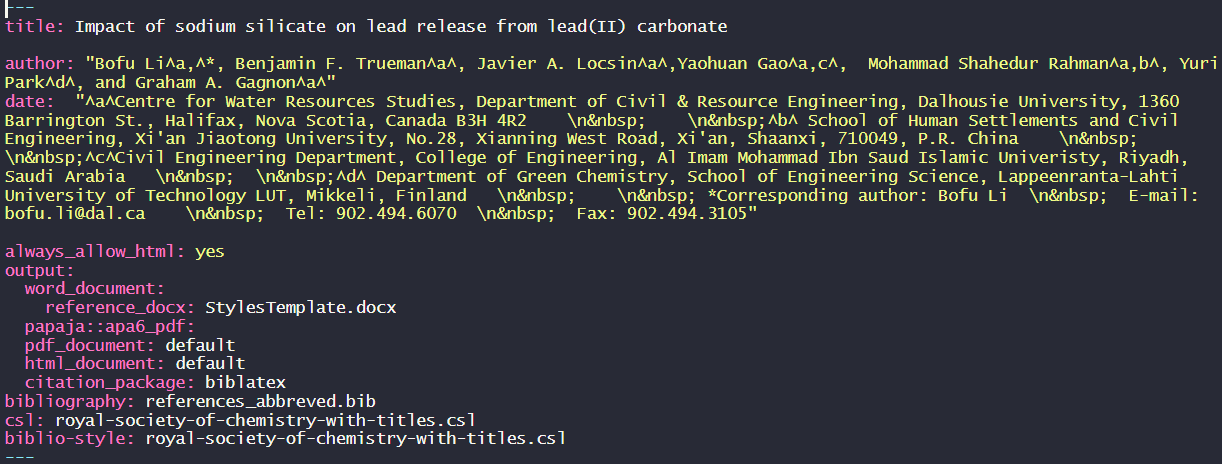 ---
title: Impact of sodium silicate on lead release from lead(II) carbonate
author: "Bofu Li^a,^*, Benjamin F. Trueman^a^, Javier A. Locsin^a^,Yaohuan Gao^a,c^,  Mohammad Shahedur Rahman^a,b^, Yuri
Park^d^, and Graham A. Gagnon^a^"
date:  "^a^Centre for Water Resources Studies, Department of Civil & Resource Engineering, Dalhousie University, 1360
Barrington St., Halifax, Nova Scotia, Canada B3H 4R2    \n&nbsp;    \n&nbsp;^b^ School of Human Settlements and Civil
Engineering, Xi'an Jiaotong University, No.28, Xianning West Road, Xi'an, Shaanxi, 710049, P.R. China    \n&nbsp;
\n&nbsp;^c^Civil Engineering Department, College of Engineering, Al Imam Mohammad Ibn Saud Islamic Univeristy, Riyadh,
Saudi Arabia   \n&nbsp;  \n&nbsp;^d^ Department of Green Chemistry, School of Engineering Science, Lappeenranta-Lahti
University of Technology LUT, Mikkeli, Finland   \n&nbsp;    \n&nbsp; *Corresponding author: Bofu Li  \n&nbsp;  E-mail:
bofu.li@dal.ca    \n&nbsp;  Tel: 902.494.6070  \n&nbsp;  Fax: 902.494.3105"
always_allow_html: yes
output:
  word_document:
    reference_docx: StylesTemplate.docx
  papaja::apa6_pdf:
  pdf_document: default
  html_document: default
  citation_package: biblatex
bibliography: references_abbreved.bib
csl: royal-society-of-chemistry-with-titles.csl
biblio-style: royal-society-of-chemistry-with-titles.csl
---